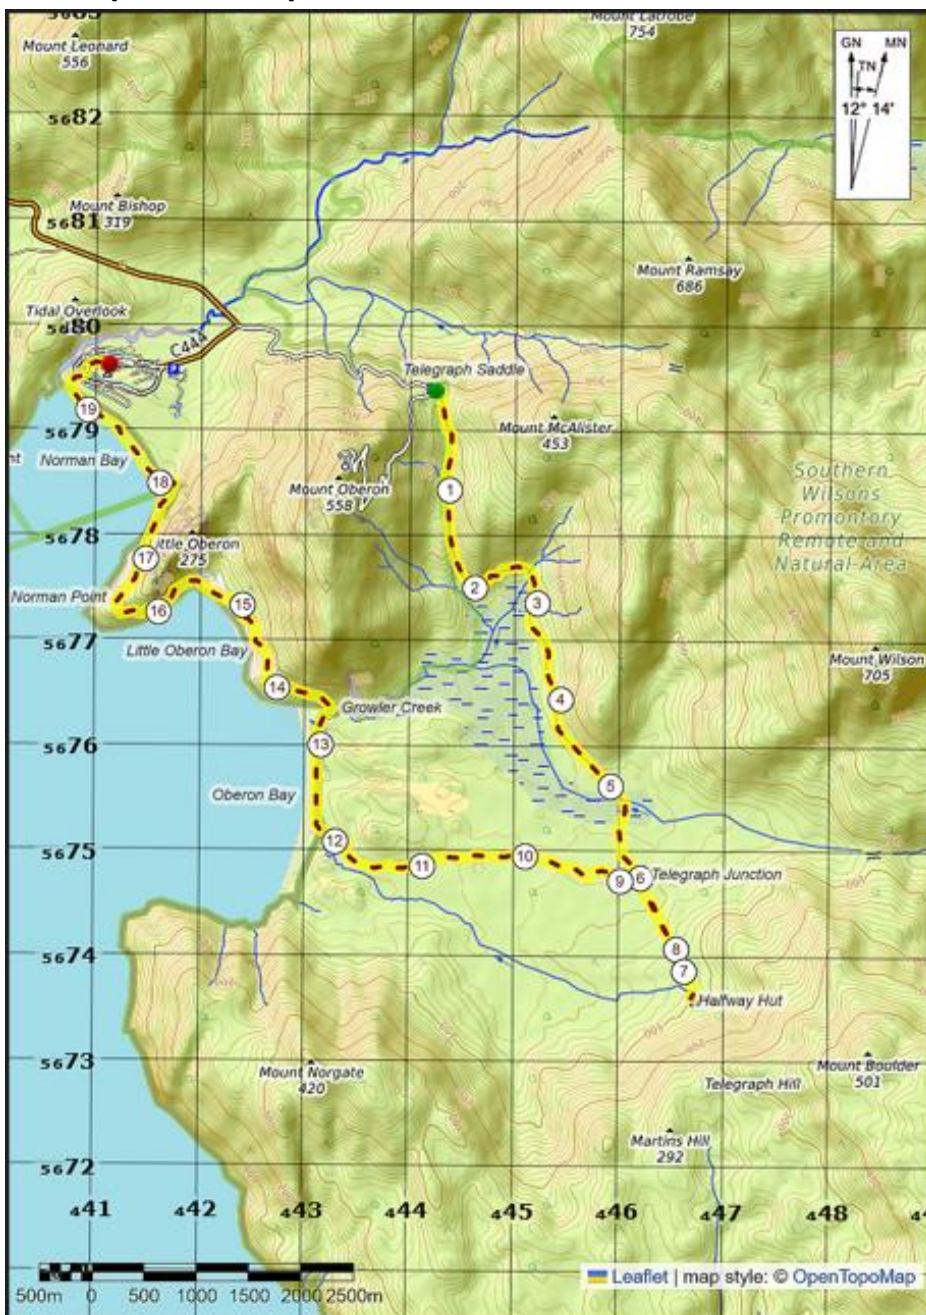 Mount Leonard
556
Mount Latrobe
754
GN MN
TN
12° 14'
5682
Mount Bishop
319
5681
Mount Ramsay
686
Tidal Overlook
5680
C444
Telegraph Saddle
19
5679
Mount McAlister
453
Norman Bay
18
1
Mount Oberon
558
Southern
Wilsons
Promontory
Remote and
Natural Area
5678
Little Oberon
275
17
2
3
Norman Point
16
15
5677
Little Oberon Bay
Mount Wilson
705
14
4
Growler Creek
5676
13
5
Oberon Bay
12
5675
11
10
9
6
Telegraph Junction
5674
8
7
Halfway Hut
5673
Mount Norgate
420
Mount Boulder
501
Telegraph Hill
Martins Hill
292
5672
441 442 443 444 445 446 447 448
500m 0 500 1000 1500 2000 2500m
Leaflet | map style: © OpenTopoMap